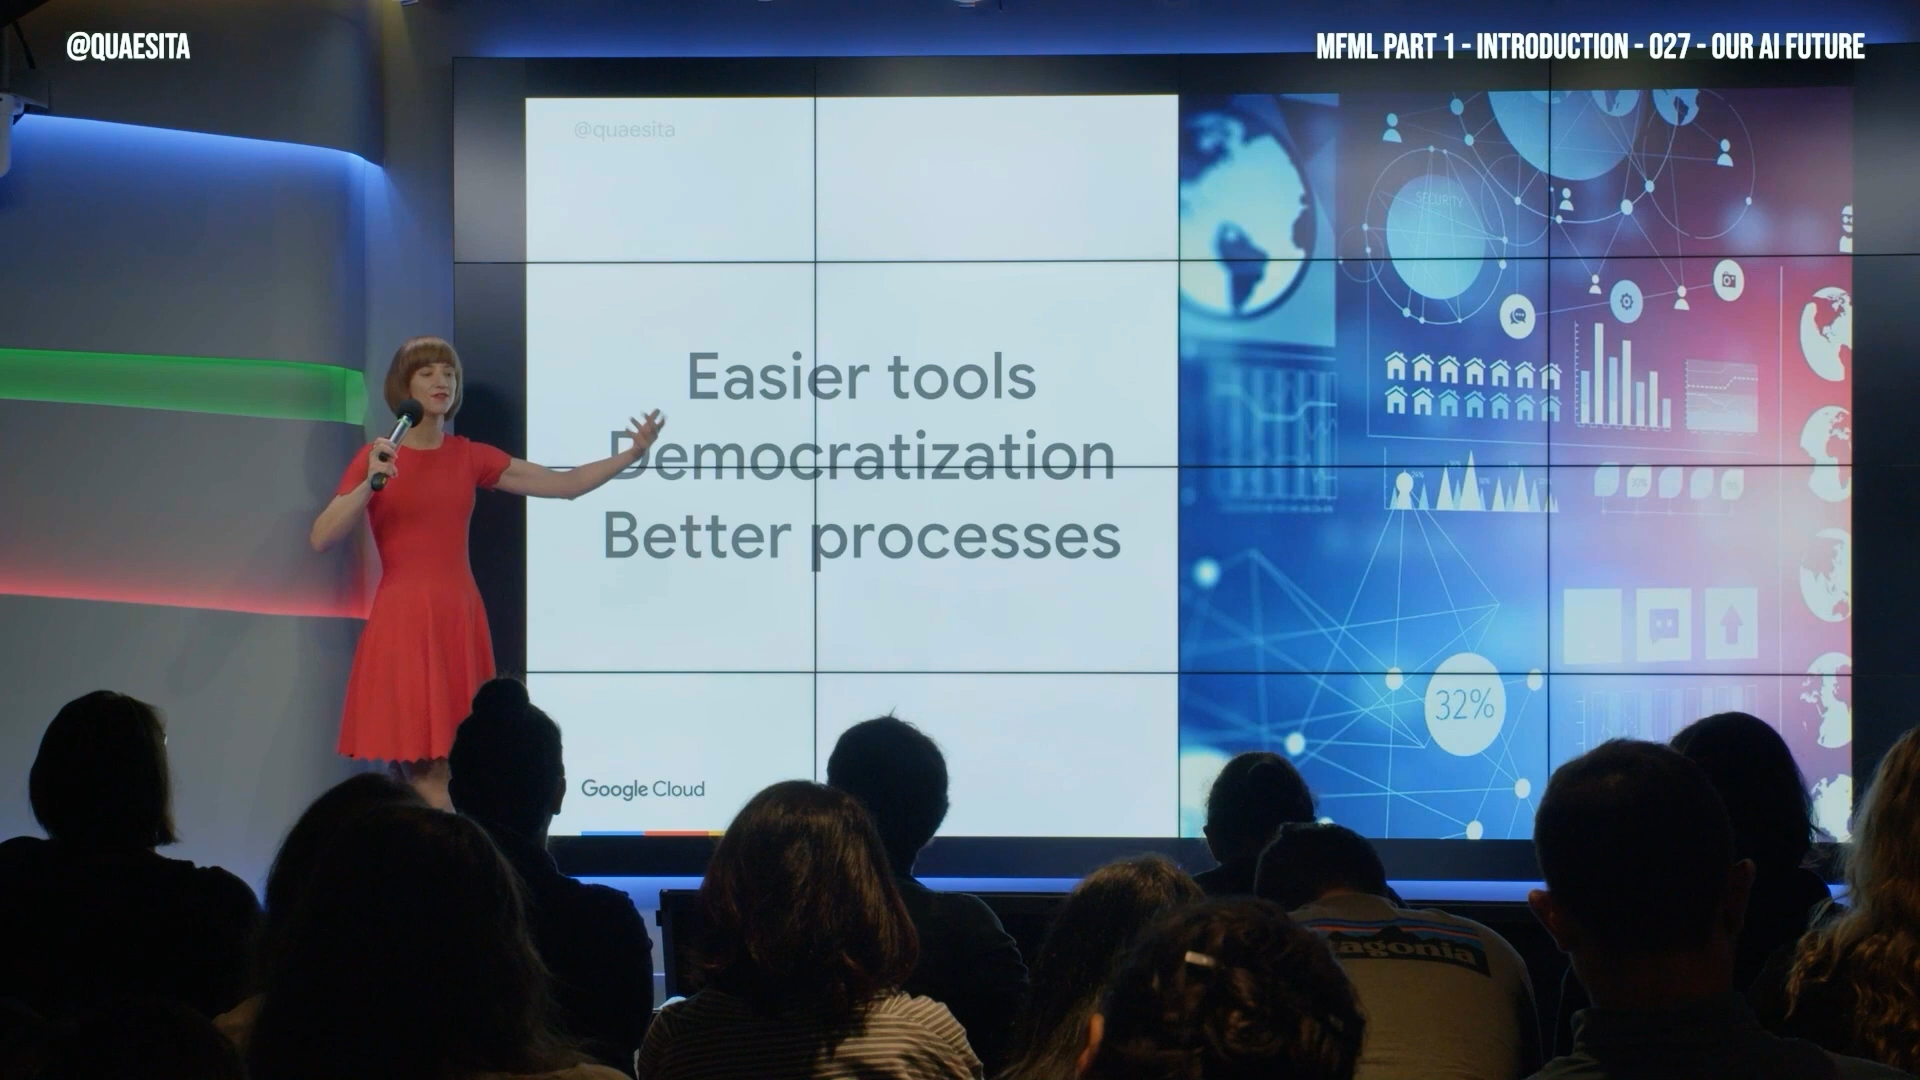 @QUAESITA
MFML PART 1 - INTRODUCTION - 027 - OUR AI FUTURE
@quaesita
Easier tools
Democratization
Better processes
Google Cloud
SECURITY
32%
tagonia